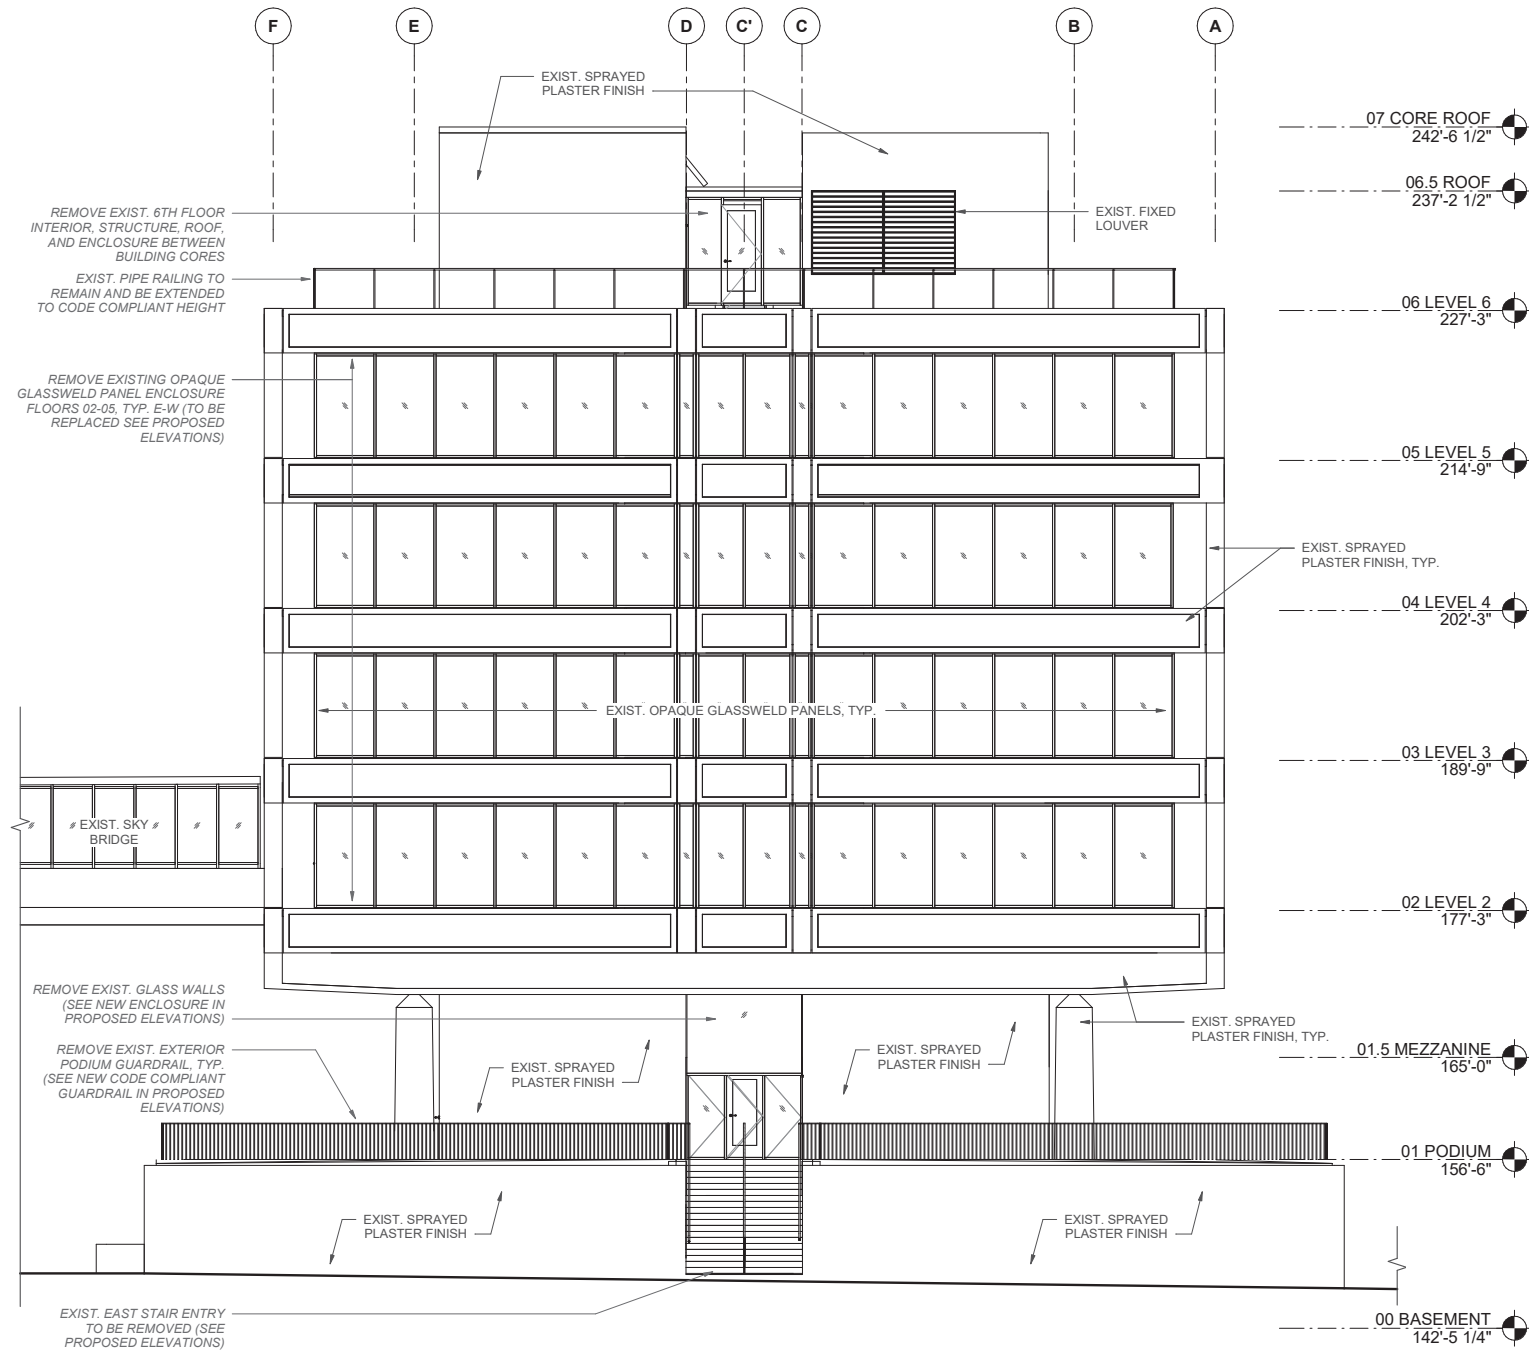 F
E
D
C'
C
B
A
EXIST. SPRAYED
PLASTER FINISH
07 CORE ROOF
242'-6 1/2"
06.5 ROOF
237'-2 1/2"
REMOVE EXIST. 6TH FLOOR
INTERIOR, STRUCTURE, ROOF,
AND ENCLOSURE BETWEEN
BUILDING CORES
EXIST. FIXED
LOUVER
EXIST. PIPE RAILING TO
REMAIN AND BE EXTENDED
TO CODE COMPLIANT HEIGHT
06 LEVEL 6
227'-3"
REMOVE EXISTING OPAQUE
GLASSWELD PANEL ENCLOSURE
FLOORS 02-05, TYP. E-W (TO BE
REPLACED SEE PROPOSED
ELEVATIONS)
05 LEVEL 5
214'-9"
EXIST. SPRAYED
PLASTER FINISH, TYP.
04 LEVEL 4
202'-3"
EXIST. OPAQUE GLASSWELD PANELS, TYP.
03 LEVEL 3
189'-9"
EXIST. SKY
BRIDGE
02 LEVEL 2
177'-3"
REMOVE EXIST. GLASS WALLS
(SEE NEW ENCLOSURE IN
PROPOSED ELEVATIONS)
EXIST. SPRAYED
PLASTER FINISH, TYP.
REMOVE EXIST. EXTERIOR
PODIUM GUARDRAIL, TYP.
(SEE NEW CODE COMPLIANT
GUARDRAIL IN PROPOSED
ELEVATIONS)
EXIST. SPRAYED
PLASTER FINISH
EXIST. SPRAYED
PLASTER FINISH
01.5 MEZZANINE
165'-0"
01 PODIUM
156'-6"
EXIST. SPRAYED
PLASTER FINISH
EXIST. SPRAYED
PLASTER FINISH
EXIST. EAST STAIR ENTRY
TO BE REMOVED (SEE
PROPOSED ELEVATIONS)
00 BASEMENT
142'-5 1/4"